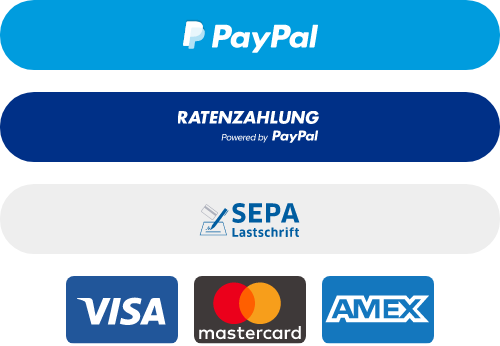 PayPal
RATENZAHLUNG
Powered by PayPal
SEPA
Lastschrift
VISA
mastercard
AMEX